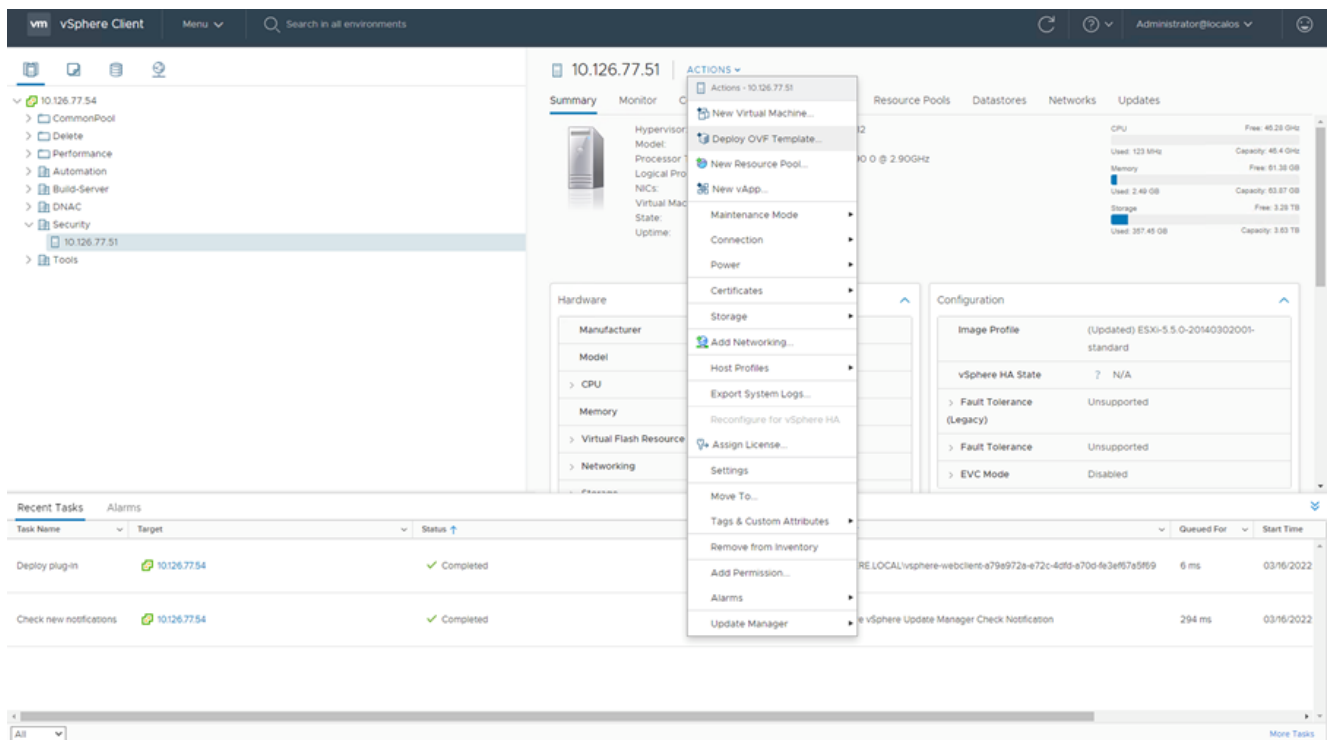 vm vSphere Client Menu Search in all environments Administrator@localos
10.126.77.54
CommonPool
Delete
Performance
Automation
Build-Server
DNAC
Security
10.126.77.51
Tools
10.126.77.51 ACTIONS
Summary Monitor C Resource Pools Datastores Networks Updates
Hypervisor
Model:
Processor T 0 @ 2.90GHz
Logical Pro
NICs:
Virtual Mac
State:
Uptime:
CPU Free: 46.28 GHz
Used: 123 MHz Capacity: 46.4 GHz
Memory Free: 61.38 GB
Used: 2.49 GB Capacity: 63.87 GB
Storage Free: 3.28 TB
Used: 357.45 GB Capacity: 3.63 TB
Actions - 10.126.77.51
New Virtual Machine...
Deploy OVF Template...
New Resource Pool...
New vApp...
Maintenance Mode
Connection
Power
Certificates
Storage
Add Networking...
Host Profiles
Export System Logs...
Reconfigure for vSphere HA
Assign License...
Settings
Move To...
Tags & Custom Attributes
Remove from Inventory
Add Permission...
Alarms
Update Manager
Hardware
Manufacturer
Model
CPU
Memory
Virtual Flash Resource
Networking
Storage
Configuration
Image Profile (Updated) ESXi-5.5.0-20140302001-
standard
vSphere HA State ? N/A
Fault Tolerance Unsupported
(Legacy)
Fault Tolerance Unsupported
EVC Mode Disabled
Recent Tasks Alarms
Task Name Target Status Queued For Start Time
Deploy plug-in 10.126.77.54 Completed RE.LOCAL\vsphere-webclient-a79a972a-e72c-4dfd-a70d-fe3ef67a5f69 6 ms 03/16/2022
Check new notifications 10.126.77.54 Completed e vSphere Update Manager Check Notification 294 ms 03/16/2022
All More Tasks